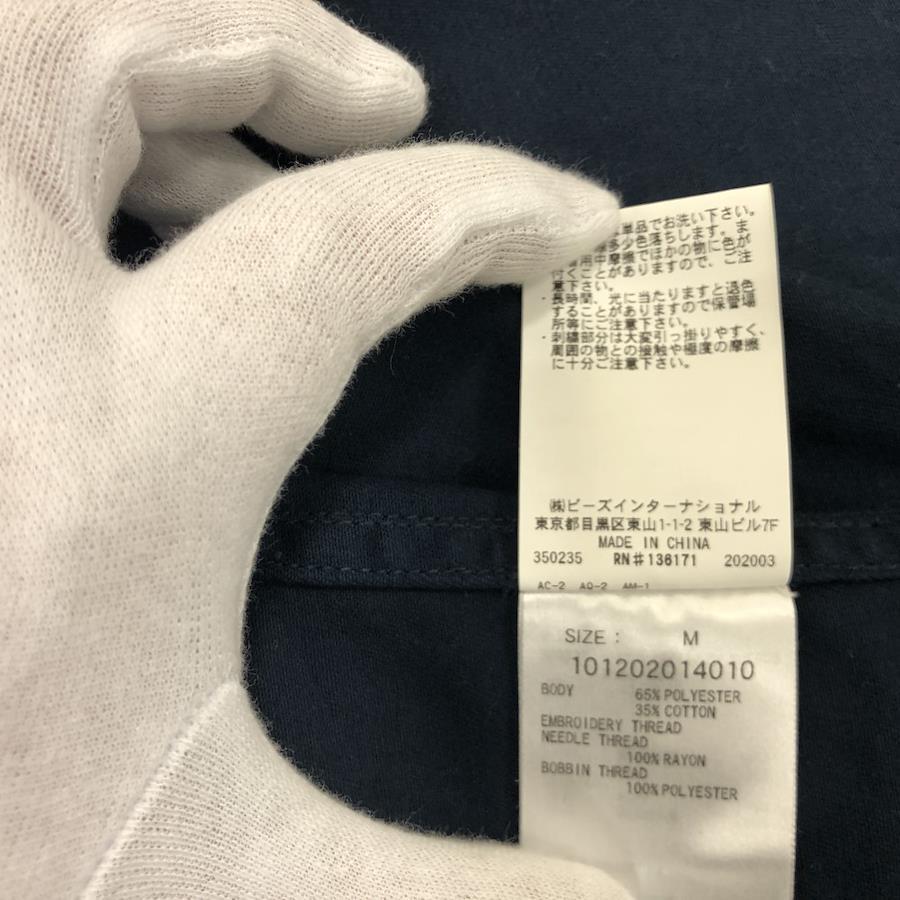 単品でお洗い下さい。
多少色落ちします。ま
用中摩擦でほかの物に色が
付くことがありますので、ご注
意下さい。
・長時間、光に当たりますと退色
することがありますので保管場
所等にご注意下さい。
・刺繍部分は大変引っ掛りやすく、
周囲の物との接触や極度の摩擦
に十分ご注意下さい。
㈱ビーズインターナショナル
東京都目黒区東山1-1-2 東山ビル7F
MADE IN CHINA
350235 RN#136171 202003
AC-2 AO-2 AM-1
SIZE : M
101202014010
BODY 65% POLYESTER
35% COTTON
EMBROIDERY THREAD
NEEDLE THREAD
100% RAYON
BOBBIN THREAD
100% POLYESTER